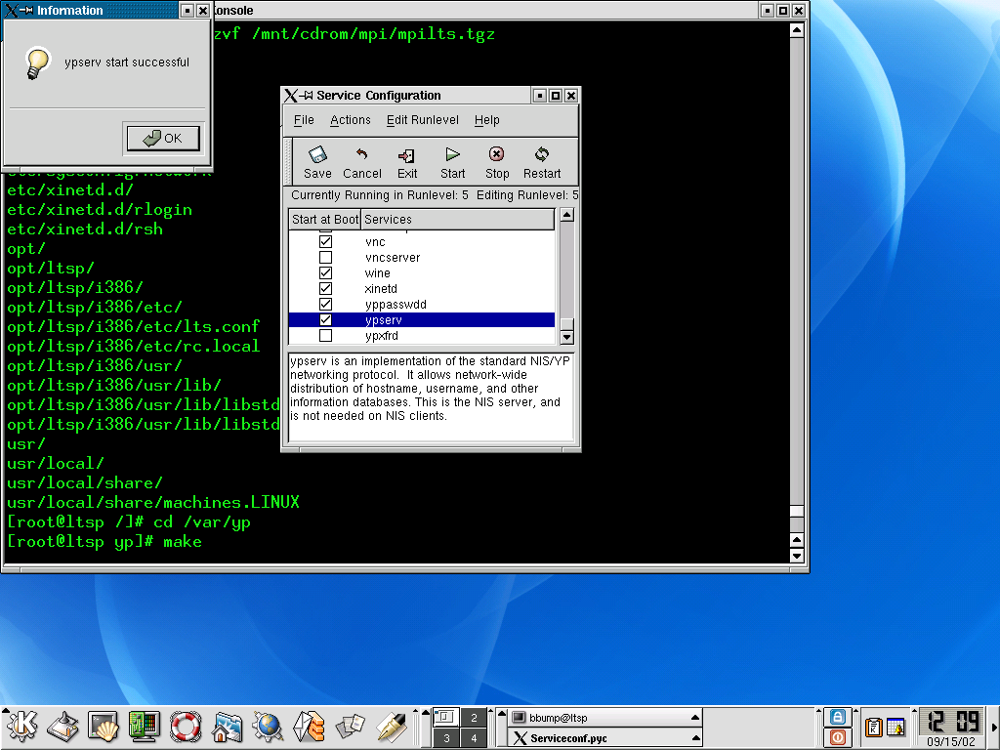 Information
Konsole
zvf /mnt/cdrom/mpi/mpilts.tgz
ypserv start successful
OK
etc/xinetd.d/
etc/xinetd.d/rlogin
etc/xinetd.d/rsh
opt/
opt/ltsp/
opt/ltsp/i386/
opt/ltsp/i386/etc/
opt/ltsp/i386/etc/lts.conf
opt/ltsp/i386/etc/rc.local
opt/ltsp/i386/usr/
opt/ltsp/i386/usr/lib/
opt/ltsp/i386/usr/lib/libstd
opt/ltsp/i386/usr/lib/libstd
usr/
usr/local/
usr/local/share/
usr/local/share/machines.LINUX
[root@ltsp /]# cd /var/yp
[root@ltsp yp]# make
Service Configuration
File Actions Edit Runlevel Help
Save Cancel Exit Start Stop Restart
Currently Running in Runlevel: 5 Editing Runlevel: 5
Start at Boot Services
vnc
vncserver
wine
xinetd
yppasswdd
ypserv
ypxfrd
ypserv is an implementation of the standard NIS/YP
networking protocol. It allows network-wide
distribution of hostname, username, and other
information databases. This is the NIS server, and
is not needed on NIS clients.
2
3 4
bbump@ltsp
Serviceconf.pyc
12 09
09/15/02